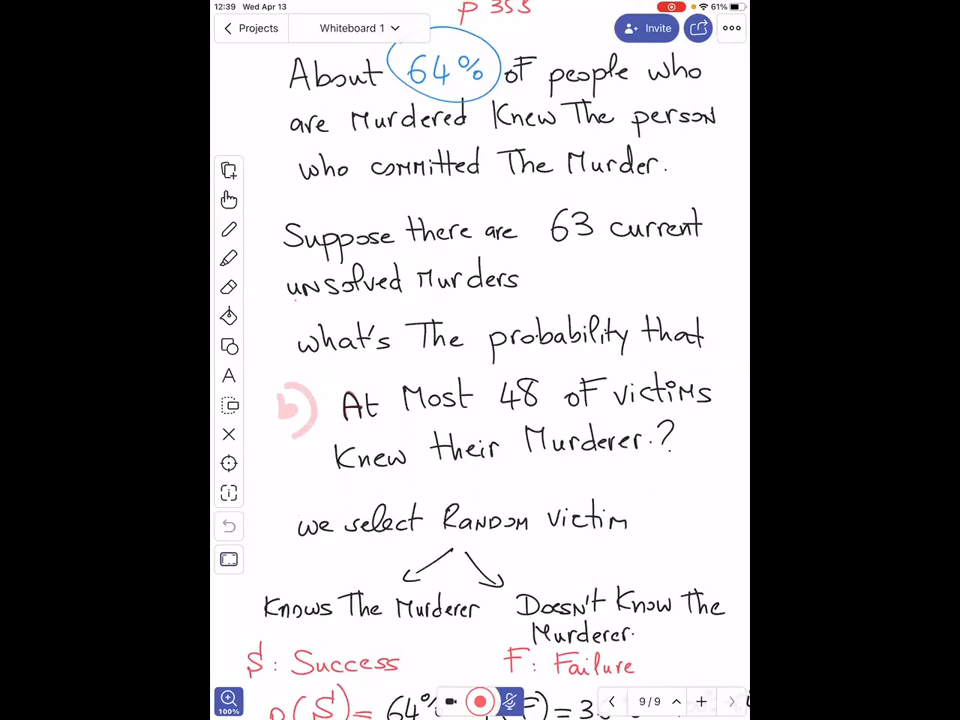 12:39 Wed Apr 13
61%
Projects
Whiteboard 1
Invite
p 355
About 64% of people who
are Murdered Knew The person
who committed The Murder.
Suppose there are 63 current
unsolved Murders
what's The probability that
b) At Most 48 of victims
Knew their Murderer.?
we select Random victim
Knows The Murderer
Doesn't Know The
Murderer.
S: Success
F: Failure
P(S) = 64%
A
100%
9/9